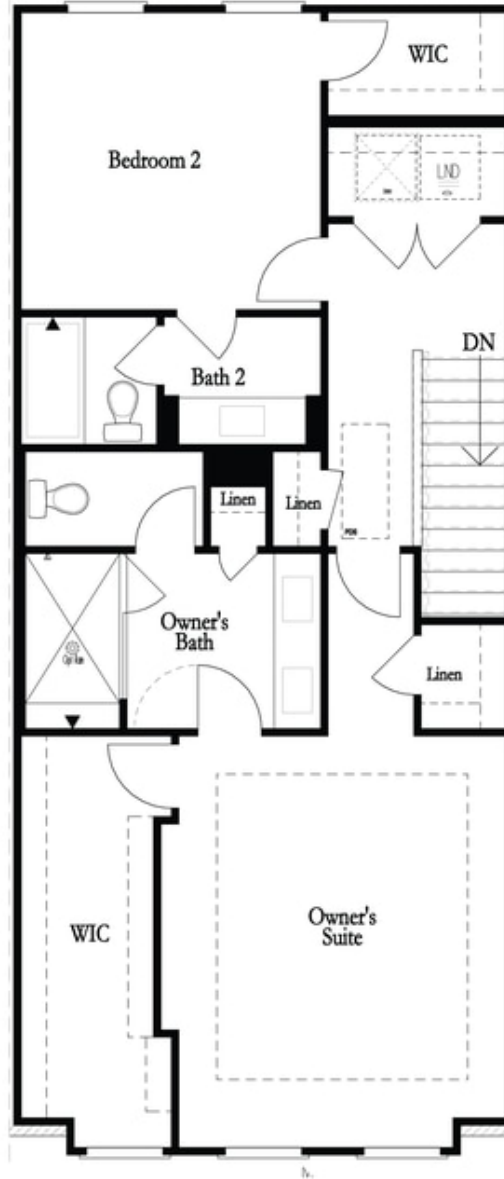 WIC
Bedroom 2
LND
DN
Bath 2
Linen
Linen
Owner's
Bath
Linen
WIC
Owner's
Suite